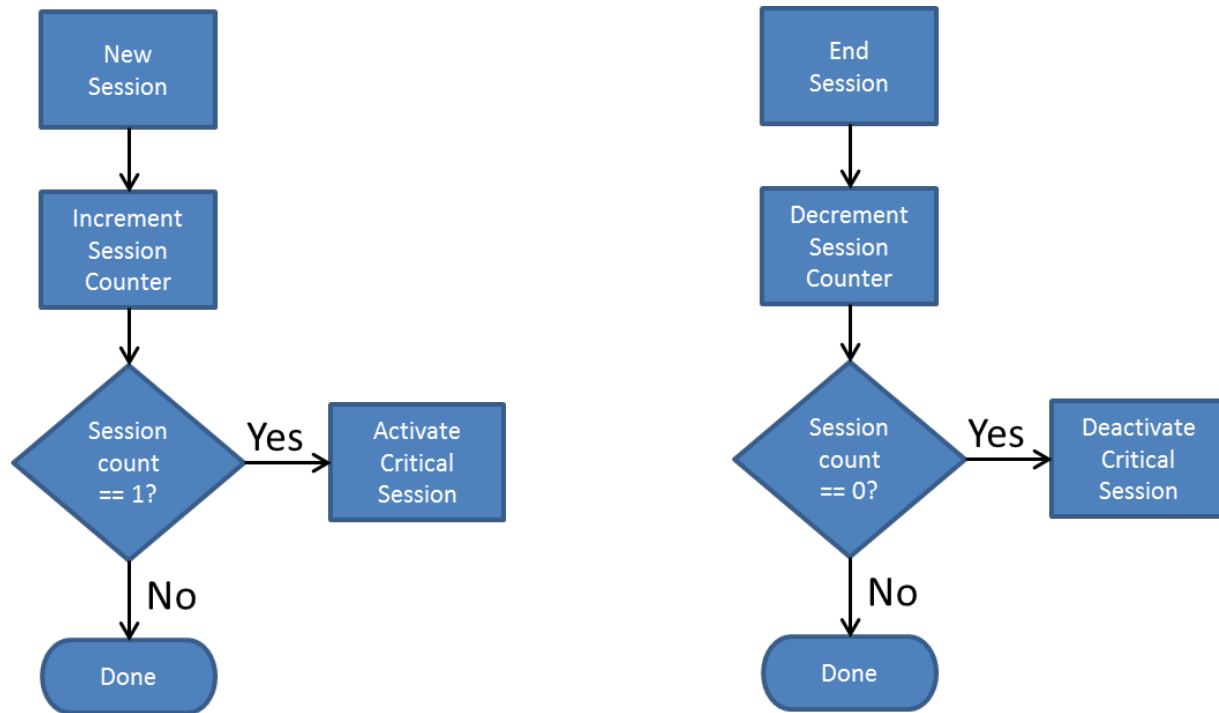 New
Session
Increment
Session
Counter
Session
count
== 1?
Yes
Activate
Critical
Session
No
Done
End
Session
Decrement
Session
Counter
Session
count
== 0?
Yes
Deactivate
Critical
Session
No
Done